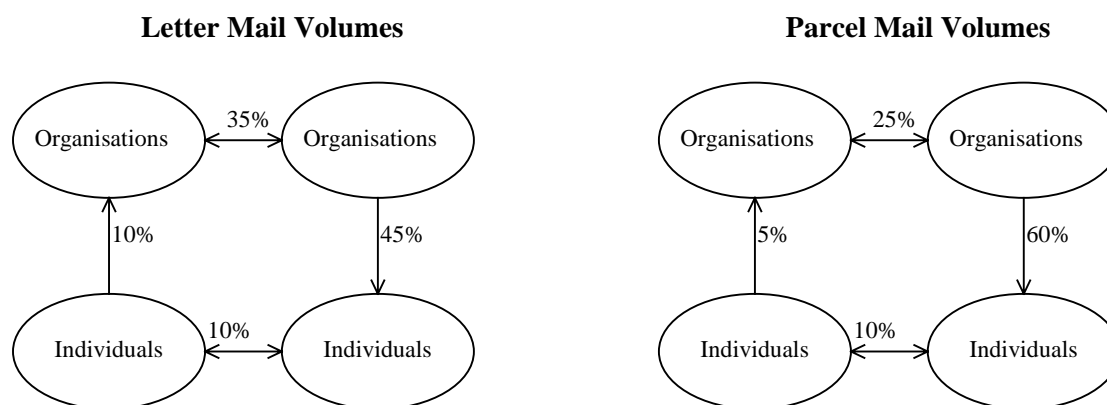 Letter Mail Volumes
Parcel Mail Volumes
35%
25%
Organisations
Organisations
Organisations
Organisations
10%
45%
5%
60%
10%
10%
Individuals
Individuals
Individuals
Individuals